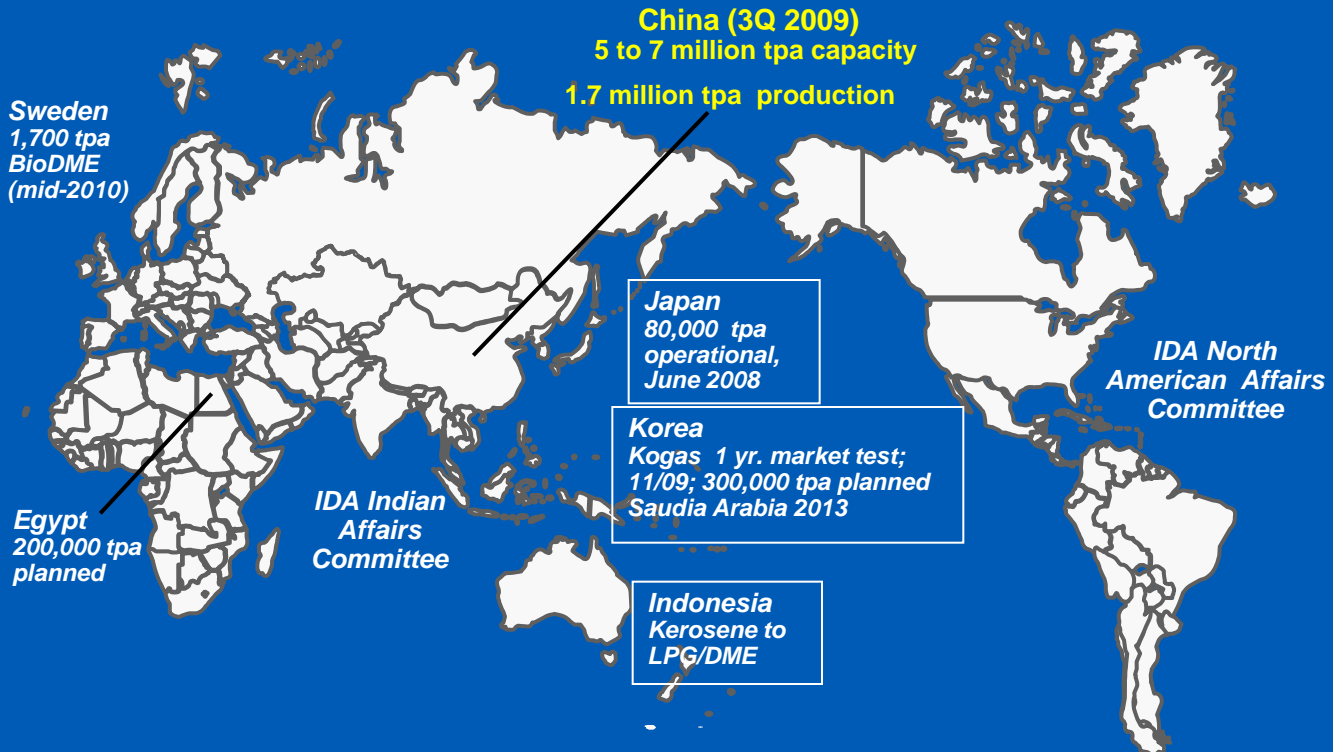 China (3Q 2009)
5 to 7 million tpa capacity
1.7 million tpa production
Sweden
1,700 tpa
BioDME
(mid-2010)
Japan
80,000 tpa
operational,
June 2008
IDA North
American Affairs
Committee
Korea
Kogas 1 yr. market test;
11/09; 300,000 tpa planned
Saudia Arabia 2013
IDA Indian
Affairs
Committee
Egypt
200,000 tpa
planned
Indonesia
Kerosene to
LPG/DME